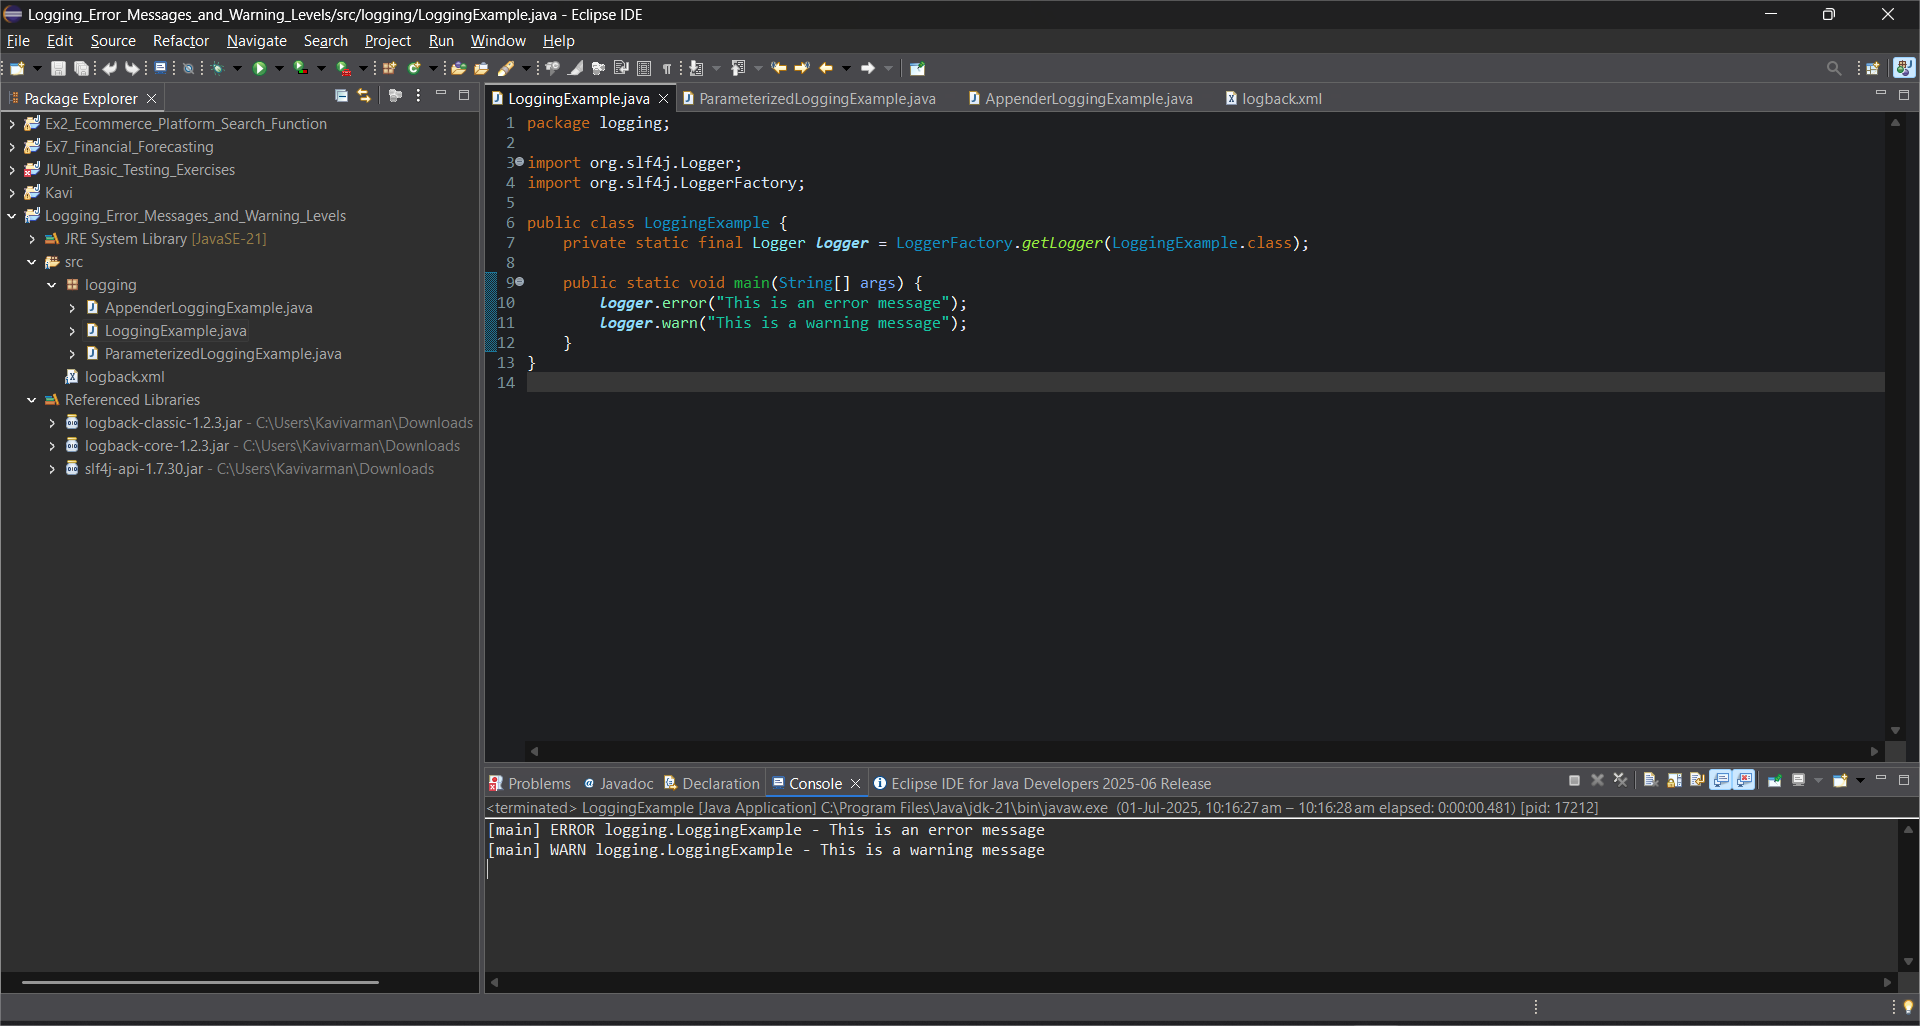 Logging_Error_Messages_and_Warning_Levels/src/logging/LoggingExample.java - Eclipse IDE
File Edit Source Refactor Navigate Search Project Run Window Help
Package Explorer
Ex2_Ecommerce_Platform_Search_Function
Ex7_Financial_Forecasting
JUnit_Basic_Testing_Exercises
Kavi
Logging_Error_Messages_and_Warning_Levels
JRE System Library [JavaSE-21]
src
logging
AppenderLoggingExample.java
LoggingExample.java
ParameterizedLoggingExample.java
logback.xml
Referenced Libraries
logback-classic-1.2.3.jar - C:\Users\Kavivarman\Downloads
logback-core-1.2.3.jar - C:\Users\Kavivarman\Downloads
slf4j-api-1.7.30.jar - C:\Users\Kavivarman\Downloads
LoggingExample.java ParameterizedLoggingExample.java AppenderLoggingExample.java logback.xml
1 package logging;
2
3 import org.slf4j.Logger;
4 import org.slf4j.LoggerFactory;
5
6 public class LoggingExample {
7     private static final Logger logger = LoggerFactory.getLogger(LoggingExample.class);
8
9     public static void main(String[] args) {
10         logger.error("This is an error message");
11         logger.warn("This is a warning message");
12     }
13 }
14
Problems Javadoc Declaration Console Eclipse IDE for Java Developers 2025-06 Release
<terminated> LoggingExample [Java Application] C:\Program Files\Java\jdk-21\bin\javaw.exe (01-Jul-2025, 10:16:27 am – 10:16:28 am elapsed: 0:00:00.481) [pid: 17212]
[main] ERROR logging.LoggingExample - This is an error message
[main] WARN logging.LoggingExample - This is a warning message